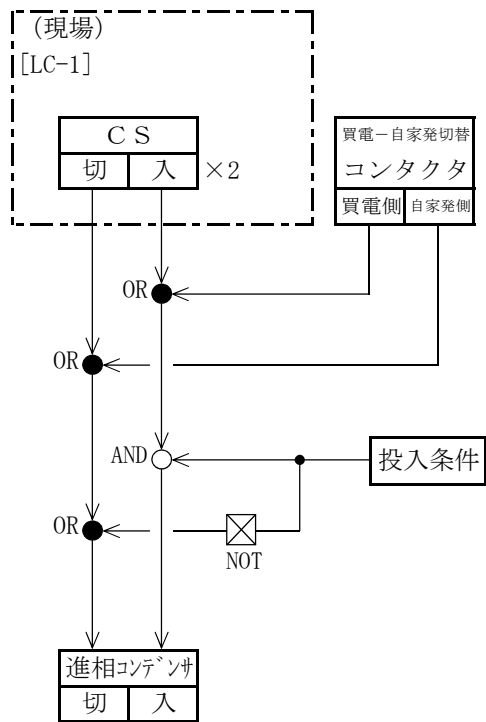 (現場)
[LC-1]
ＣＳ
切 入 ×2
買電－自家発切替
コンタクタ
買電側 自家発側
OR
OR
AND
投入条件
OR
NOT
進相ｺﾝﾃﾞﾝｻ
切 入